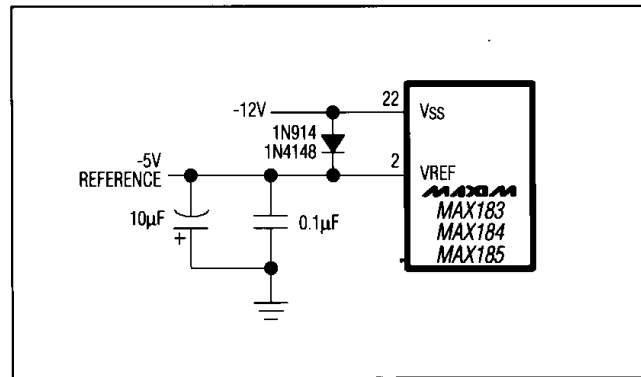 -12V
22
VSS
1N914
1N4148
-5V
REFERENCE
2
VREF
MAXIM
MAX183
MAX184
MAX185
10µF
+
0.1µF